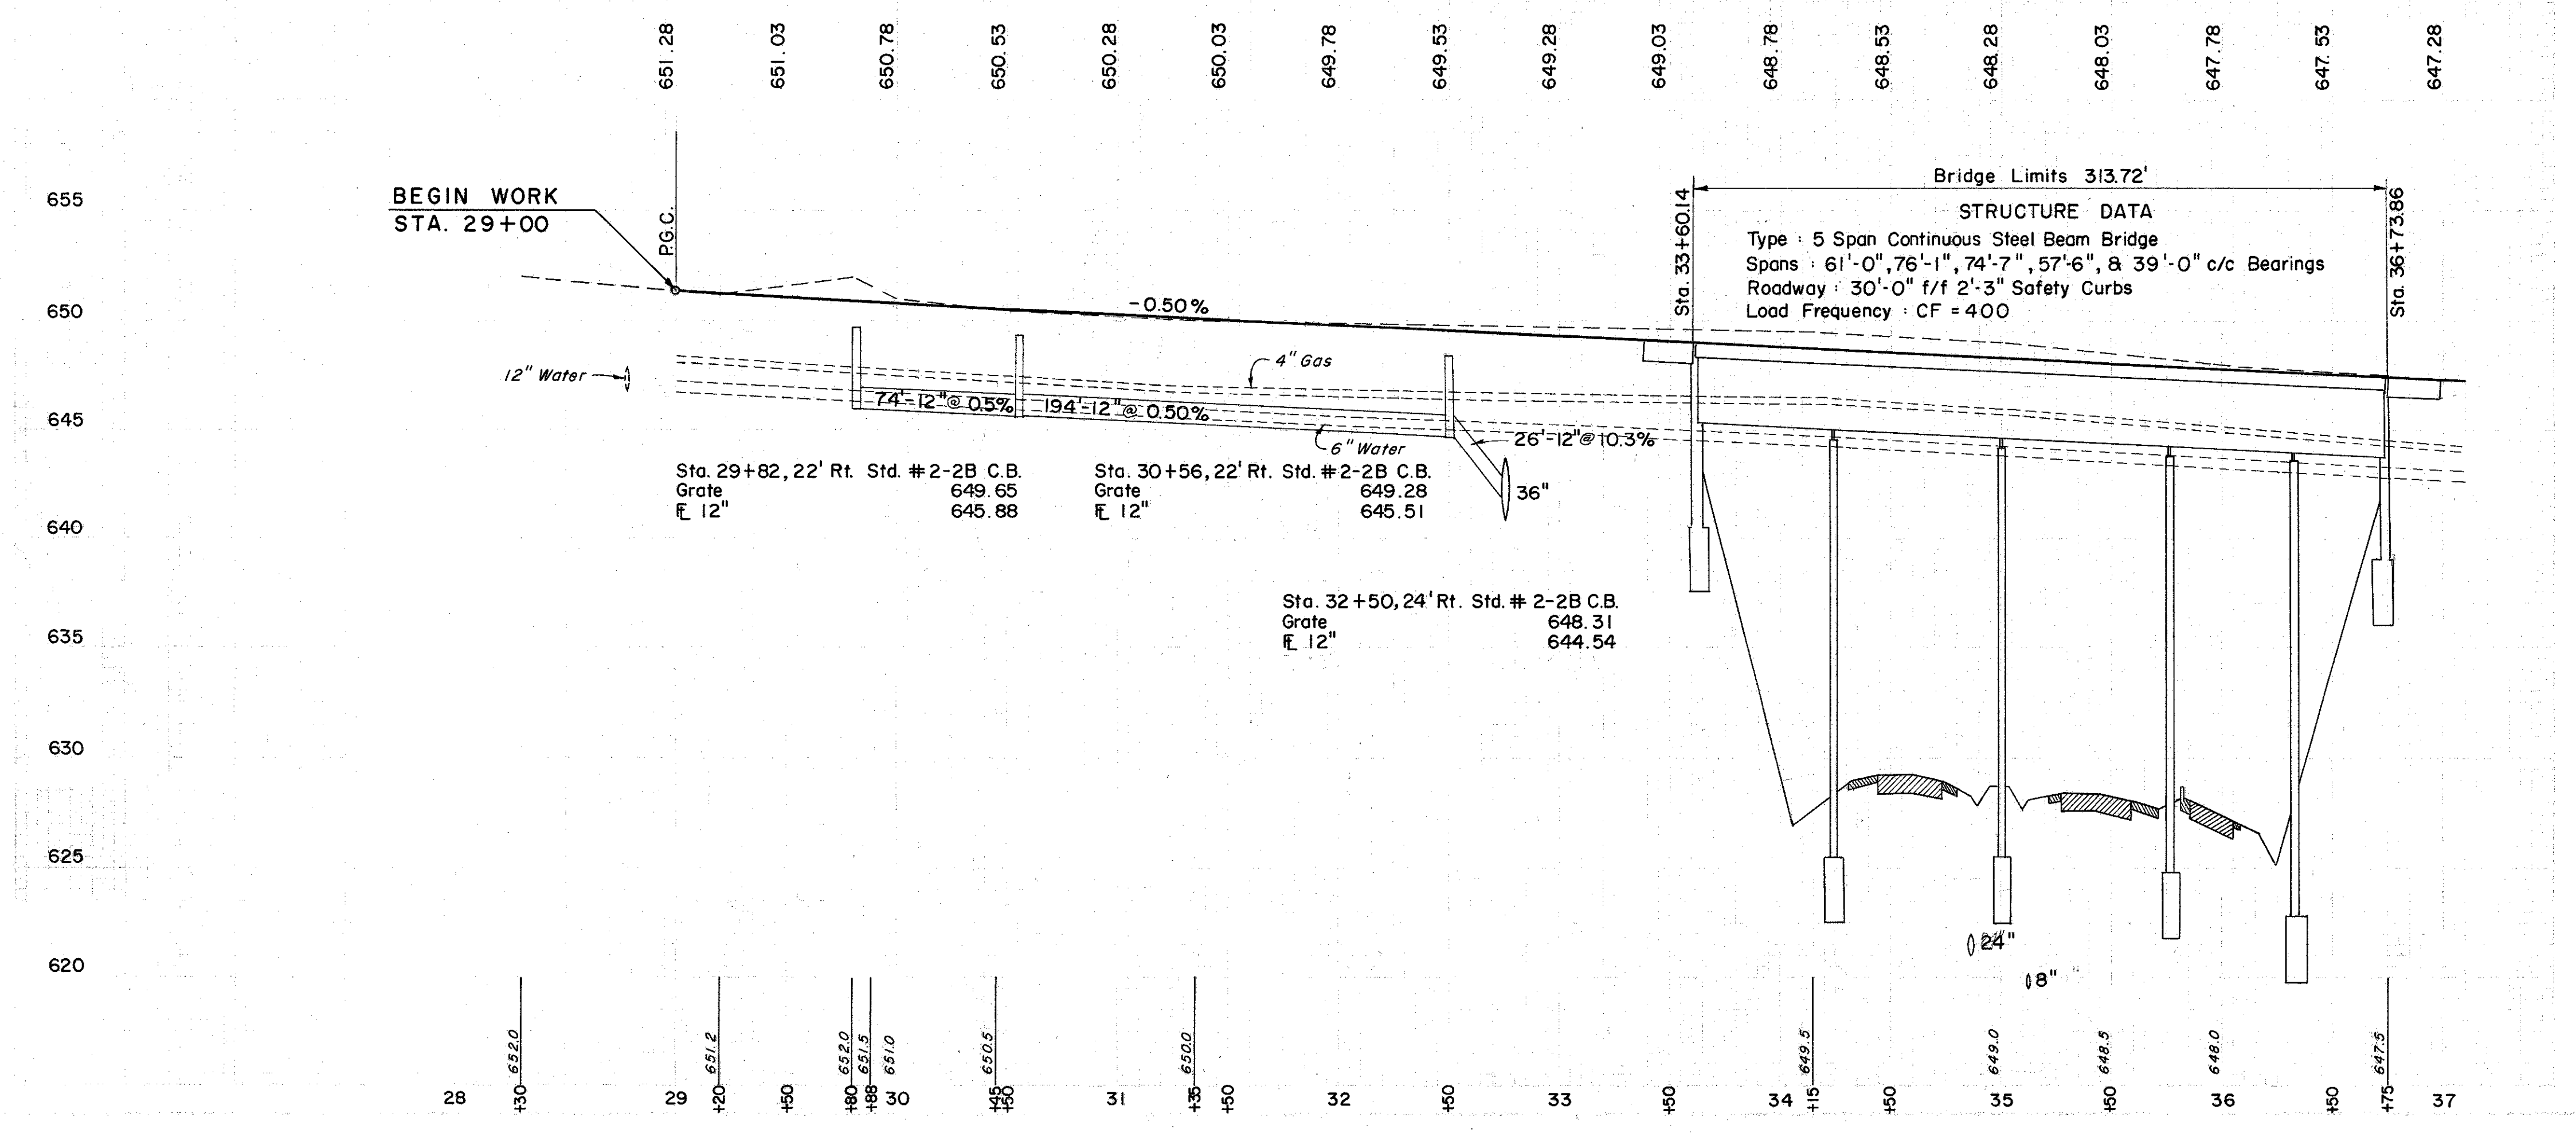 651.28 651.03 650.78 650.53 650.28 650.03 649.78 649.53 649.28 649.03 648.78 648.53 648.28 648.03 647.78 647.53 647.28
BEGIN WORK
STA. 29+00
P.G.C.
-0.50%
Bridge Limits 313.72'
Sta. 33+60.14
Sta. 36+73.86
STRUCTURE DATA
Type : 5 Span Continuous Steel Beam Bridge
Spans : 61'-0", 76'-1", 74'-7", 57'-6", & 39'-0" c/c Bearings
Roadway : 30'-0" f/f 2'-3" Safety Curbs
Load Frequency : CF = 400
655
650
645
640
635
630
625
620
12" Water
4" Gas
74'-12" @ 0.5%
194'-12" @ 0.50%
6" Water
26'-12" @ 10.3%
36"
Sta. 29+82, 22' Rt. Std. #2-2B C.B.
Grate 649.65
FL 12" 645.88
Sta. 30+56, 22' Rt. Std. #2-2B C.B.
Grate 649.28
FL 12" 645.51
Sta. 32+50, 24' Rt. Std. # 2-2B C.B.
Grate 648.31
FL 12" 644.54
24"
8"
652.0 651.2 652.0 651.5 651.0 650.5 650.0 649.5 649.0 648.5 648.0 647.5
28 +30 29 +20 +50 +80 +88 30 +45 +50 31 +35 +50 32 +50 33 +50 34 +15 +50 35 +50 36 +50 +75 37